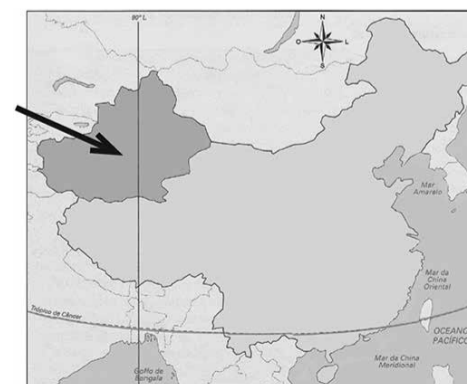 80° L
N
O
L
S
Mar
Amarelo
Mar da
China
Oriental
Trópico de Câncer
OCEANO
PACÍFICO
Golfo de
Bengala
Mar da China
Meridional